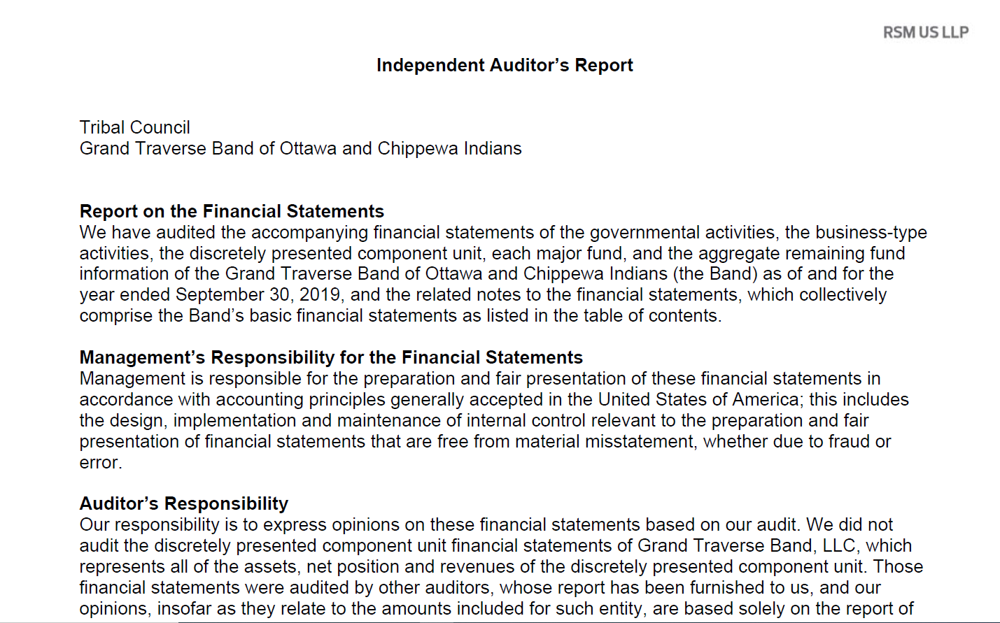 RSM US LLP
Independent Auditor’s Report
Tribal Council
Grand Traverse Band of Ottawa and Chippewa Indians
Report on the Financial Statements
We have audited the accompanying financial statements of the governmental activities, the business-type
activities, the discretely presented component unit, each major fund, and the aggregate remaining fund
information of the Grand Traverse Band of Ottawa and Chippewa Indians (the Band) as of and for the
year ended September 30, 2019, and the related notes to the financial statements, which collectively
comprise the Band’s basic financial statements as listed in the table of contents.
Management’s Responsibility for the Financial Statements
Management is responsible for the preparation and fair presentation of these financial statements in
accordance with accounting principles generally accepted in the United States of America; this includes
the design, implementation and maintenance of internal control relevant to the preparation and fair
presentation of financial statements that are free from material misstatement, whether due to fraud or
error.
Auditor’s Responsibility
Our responsibility is to express opinions on these financial statements based on our audit. We did not
audit the discretely presented component unit financial statements of Grand Traverse Band, LLC, which
represents all of the assets, net position and revenues of the discretely presented component unit. Those
financial statements were audited by other auditors, whose report has been furnished to us, and our
opinions, insofar as they relate to the amounts included for such entity, are based solely on the report of